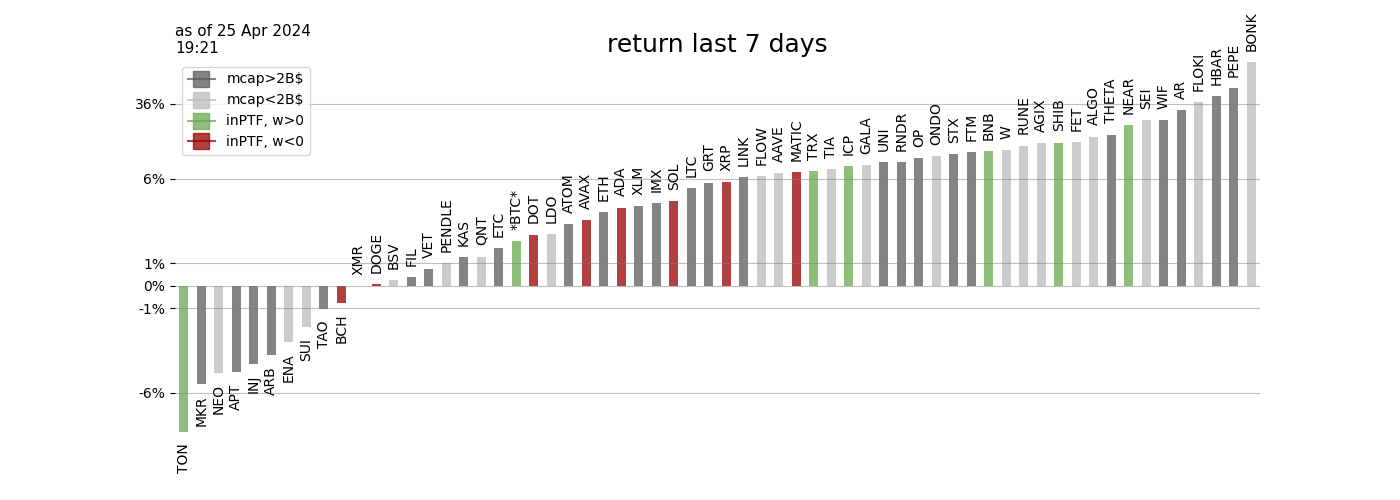 as of 25 Apr 2024
19:21
return last 7 days
mcap>2B$
mcap<2B$
inPTF, w>0
inPTF, w<0
36%
6%
1%
0%
-1%
-6%
TON
MKR
NEO
APT
INJ
ARB
ENA
SUI
TAO
BCH
XMR
DOGE
BSV
FIL
VET
PENDLE
KAS
QNT
ETC
*BTC*
DOT
LDO
ATOM
AVAX
ETH
ADA
XLM
IMX
SOL
LTC
GRT
XRP
LINK
FLOW
AAVE
MATIC
TRX
TIA
ICP
GALA
UNI
RNDR
OP
ONDO
STX
FTM
BNB
W
RUNE
AGIX
SHIB
FET
ALGO
THETA
NEAR
SEI
WIF
AR
FLOKI
HBAR
PEPE
BONK